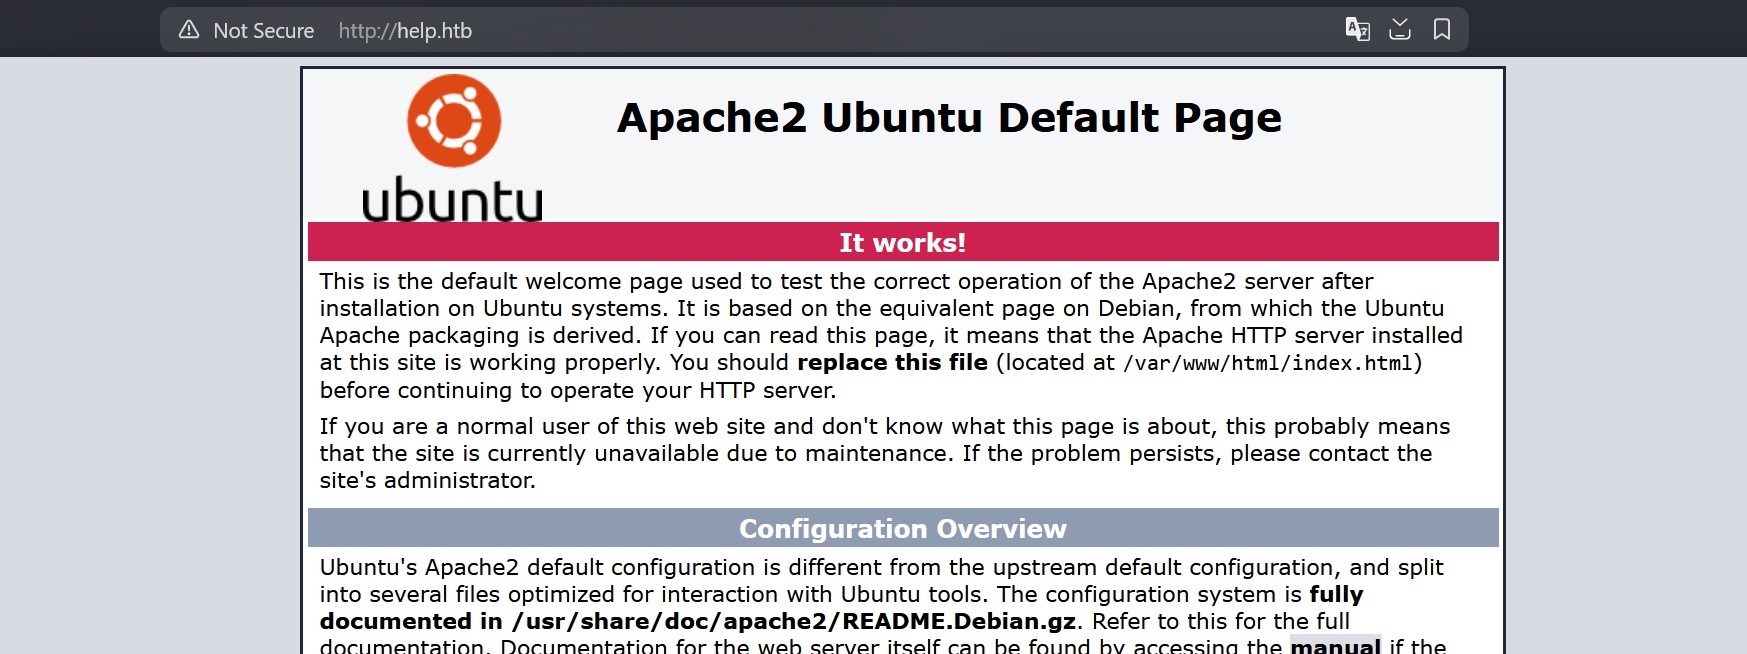 Not Secure http://help.htb
Apache2 Ubuntu Default Page
ubuntu
It works!
This is the default welcome page used to test the correct operation of the Apache2 server after
installation on Ubuntu systems. It is based on the equivalent page on Debian, from which the Ubuntu
Apache packaging is derived. If you can read this page, it means that the Apache HTTP server installed
at this site is working properly. You should replace this file (located at /var/www/html/index.html)
before continuing to operate your HTTP server.
If you are a normal user of this web site and don't know what this page is about, this probably means
that the site is currently unavailable due to maintenance. If the problem persists, please contact the
site's administrator.
Configuration Overview
Ubuntu's Apache2 default configuration is different from the upstream default configuration, and split
into several files optimized for interaction with Ubuntu tools. The configuration system is fully
documented in /usr/share/doc/apache2/README.Debian.gz. Refer to this for the full
documentation. Documentation for the web server itself can be found by accessing the manual if the